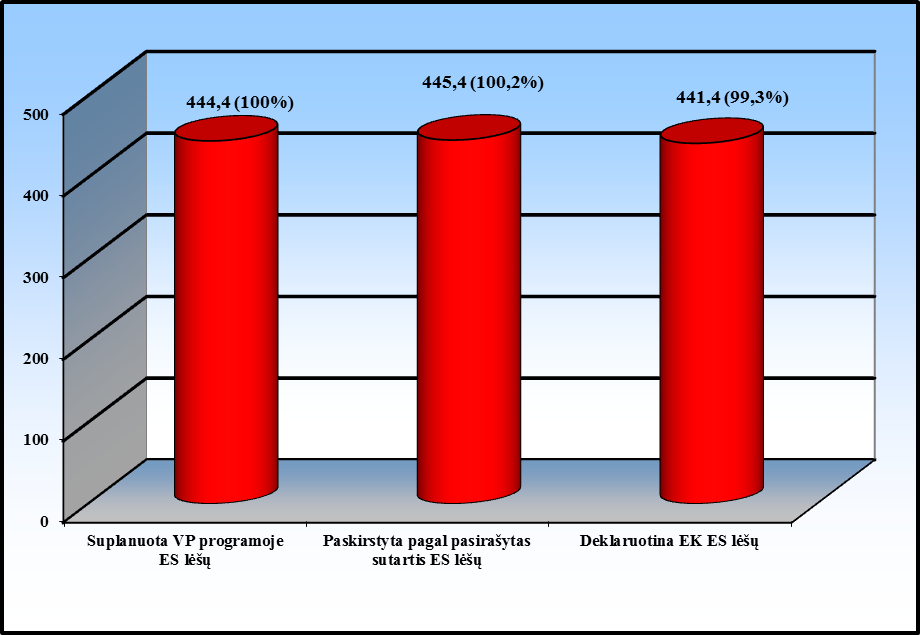 444,4 (100%)
445,4 (100,2%)
441,4 (99,3%)
500
400
300
200
100
0
Suplanuota VP programoje
ES lėšų
Paskirstyta pagal pasirašytas
sutartis ES lėšų
Deklaruotina EK ES lėšų